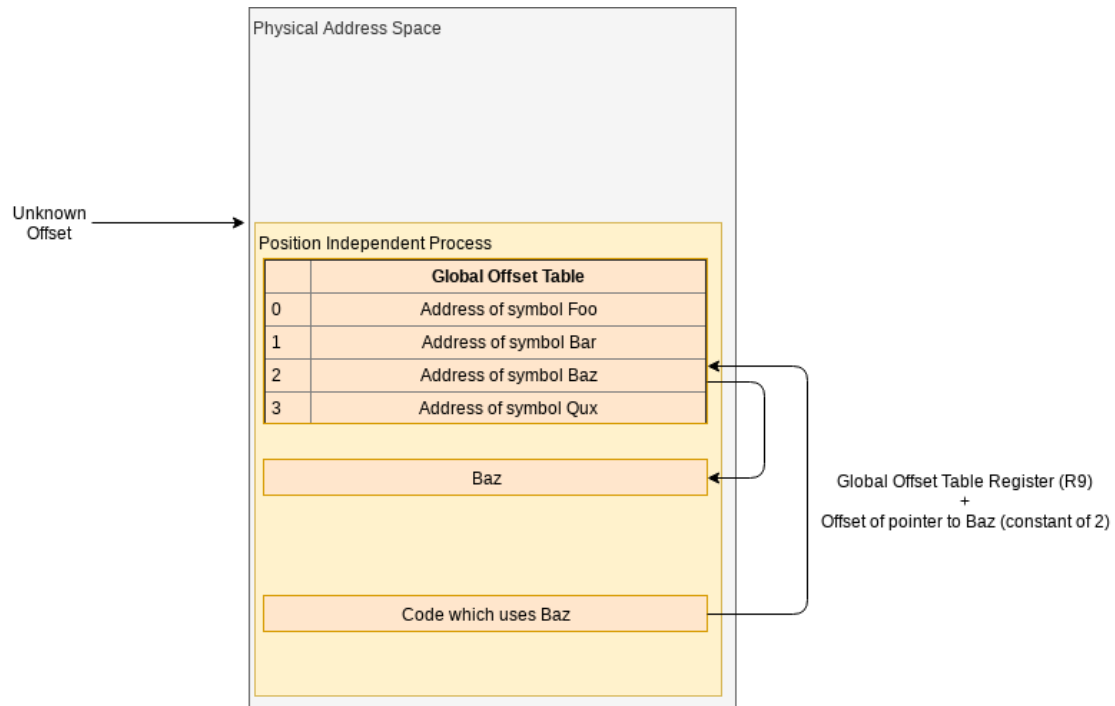 Physical Address Space
Unknown
Offset
Position Independent Process
Global Offset Table
0 Address of symbol Foo
1 Address of symbol Bar
2 Address of symbol Baz
3 Address of symbol Qux
Baz
Global Offset Table Register (R9)
+
Offset of pointer to Baz (constant of 2)
Code which uses Baz